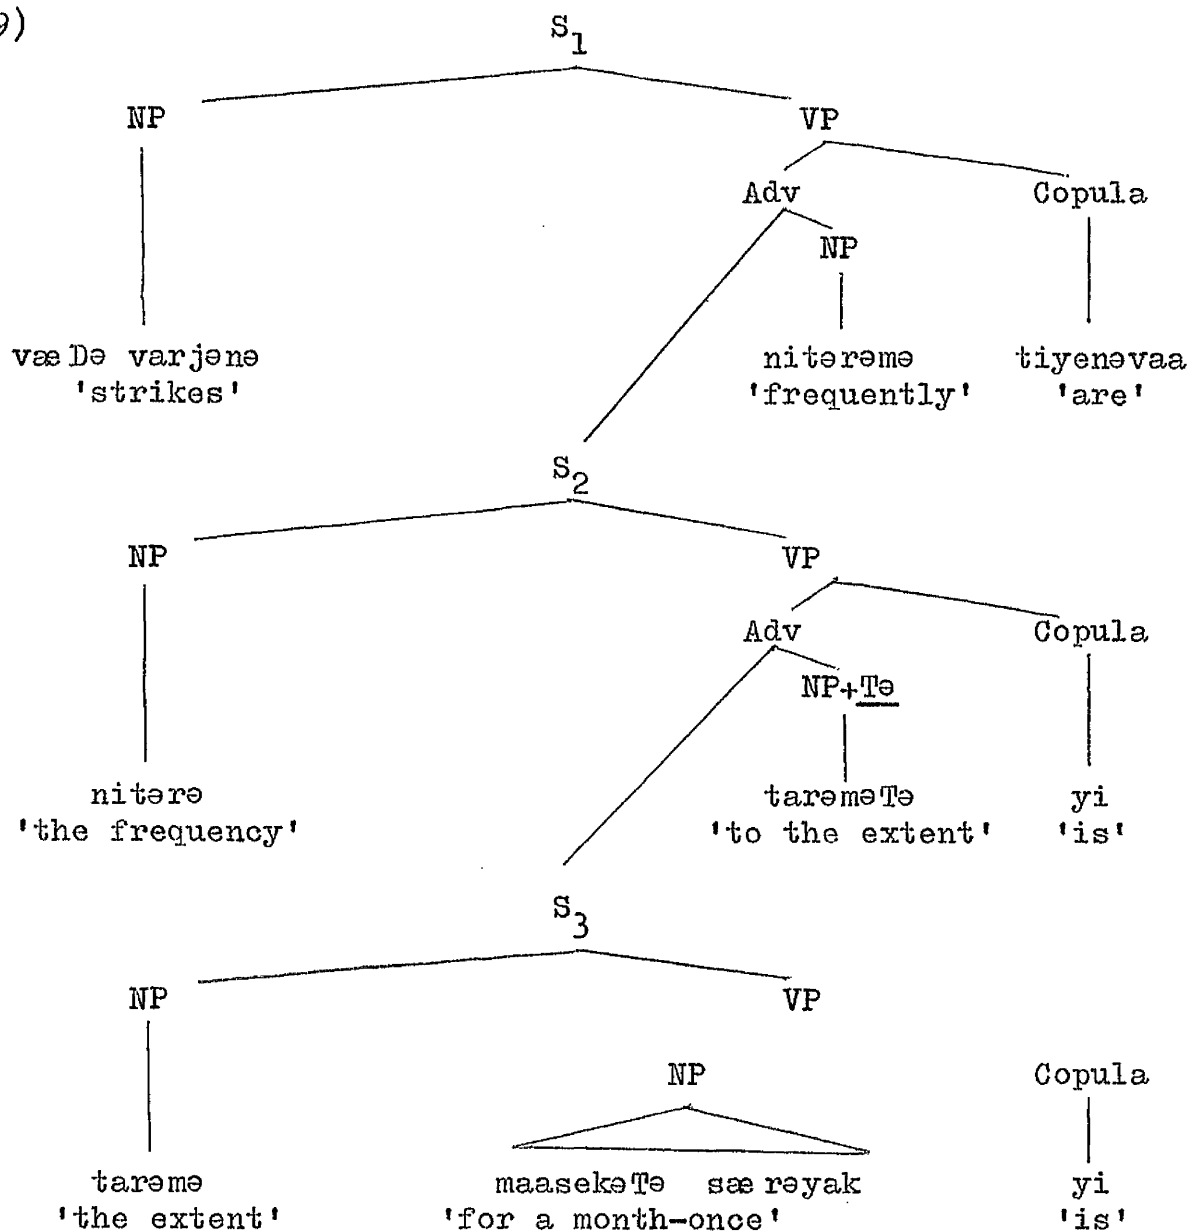 9)
S1
NP VP
Adv Copula
NP
væDə varjənə nitərəmə tiyenəvaa
'strikes' 'frequently' 'are'
S2
NP VP
Adv Copula
NP+Tə
nitərə tarəməTə yi
'the frequency' 'to the extent' 'is'
S3
NP VP
NP Copula
tarəmə maasekəTə særəyak yi
'the extent' 'for a month-once' 'is'